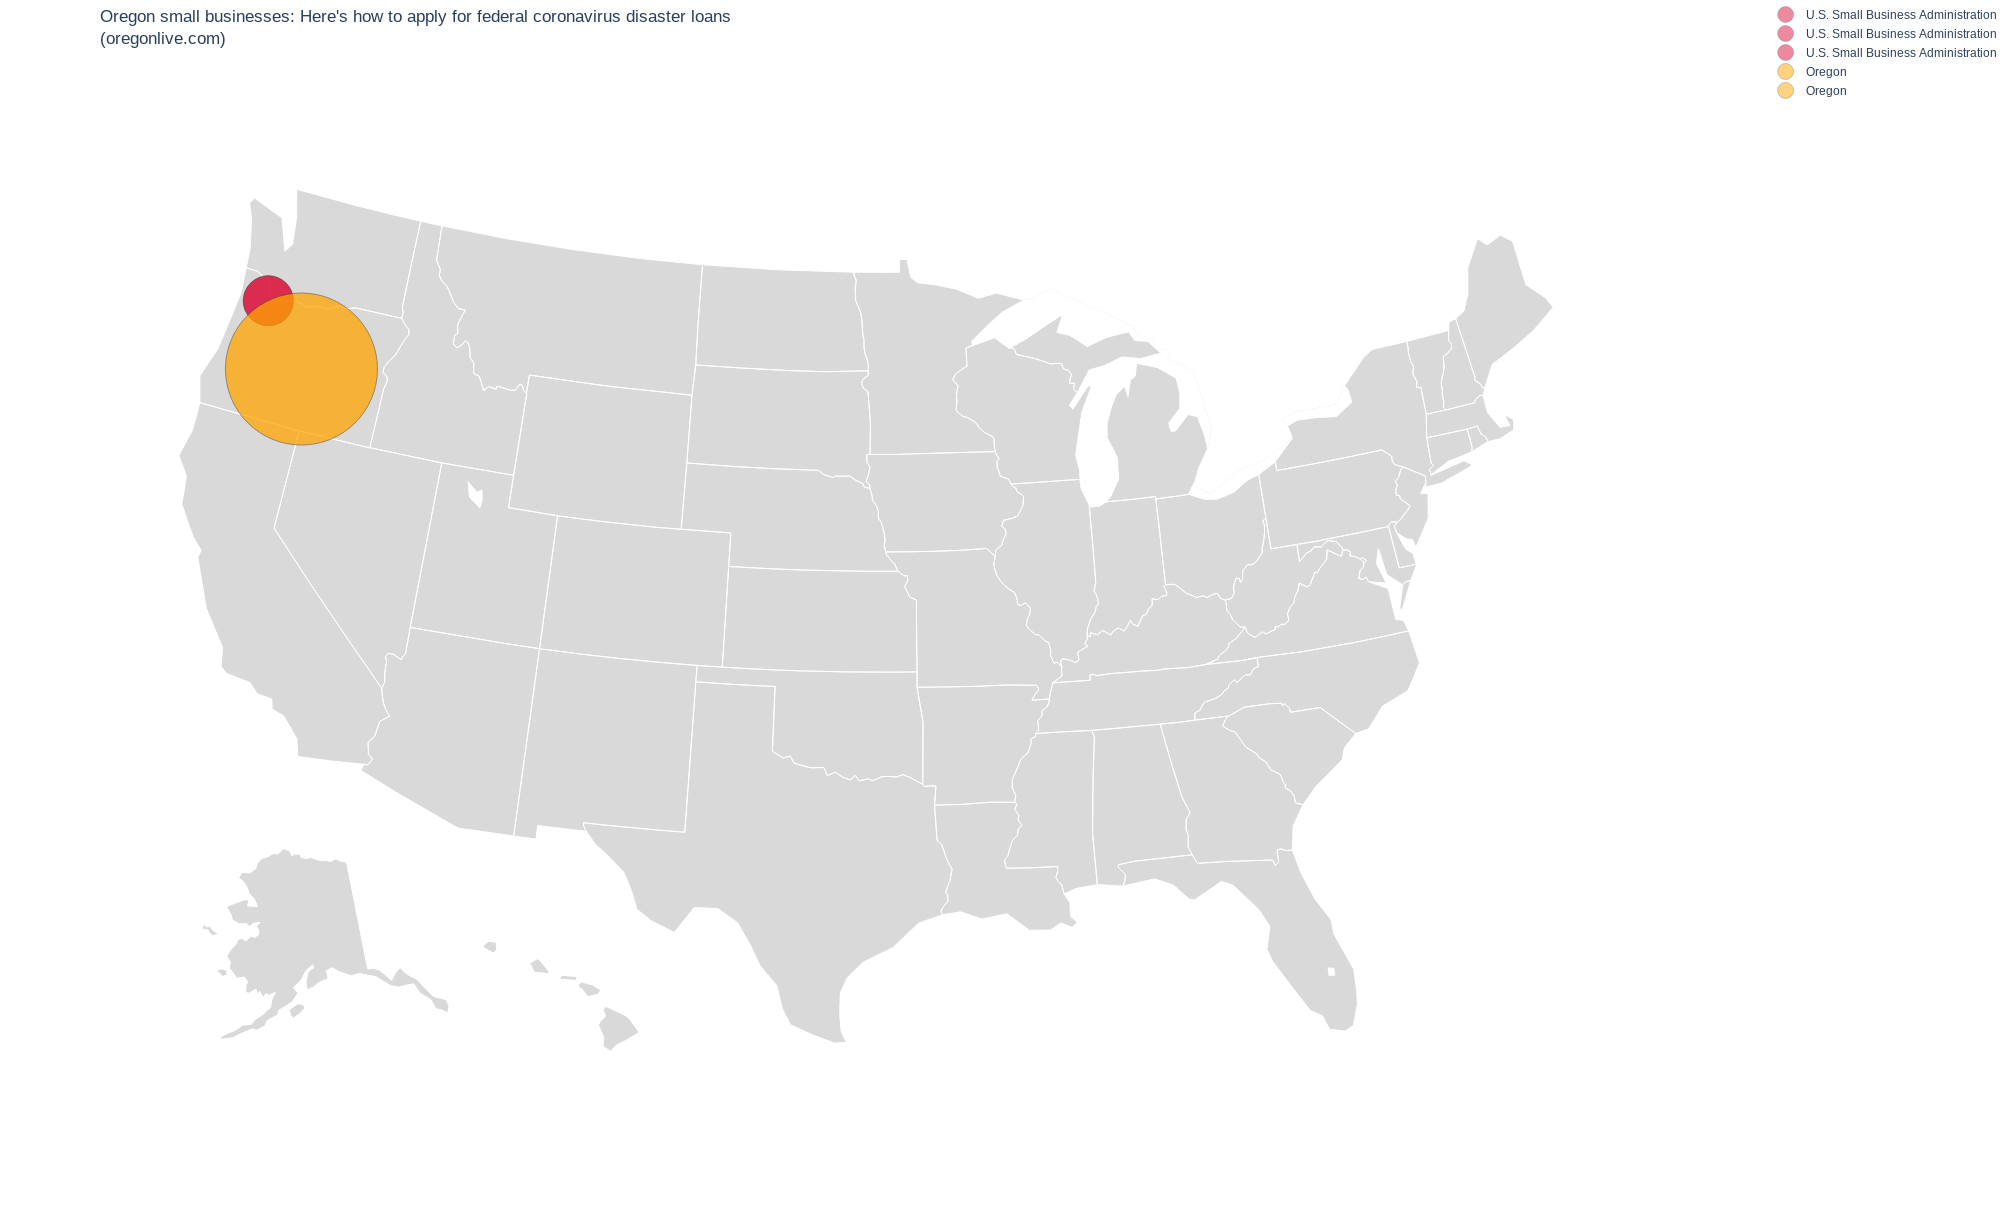 Oregon small businesses: Here's how to apply for federal coronavirus disaster loans
(oregonlive.com)
U.S. Small Business Administration
U.S. Small Business Administration
U.S. Small Business Administration
Oregon
Oregon